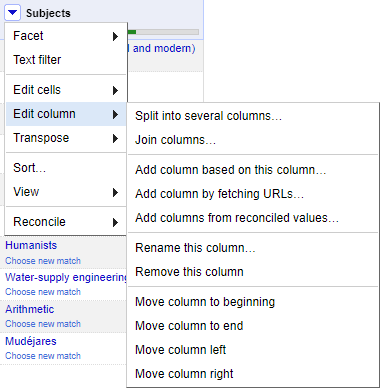 Subjects
Facet
l and modern)
Text filter
Edit cells
Edit column
Transpose
Sort...
View
Reconcile
Split into several columns...
Join columns...
Add column based on this column...
Add column by fetching URLs...
Add columns from reconciled values...
Rename this column...
Remove this column
Move column to beginning
Move column to end
Move column left
Move column right
Humanists
Choose new match
Water-supply engineering
Choose new match
Arithmetic
Choose new match
Mudéjares
Choose new match